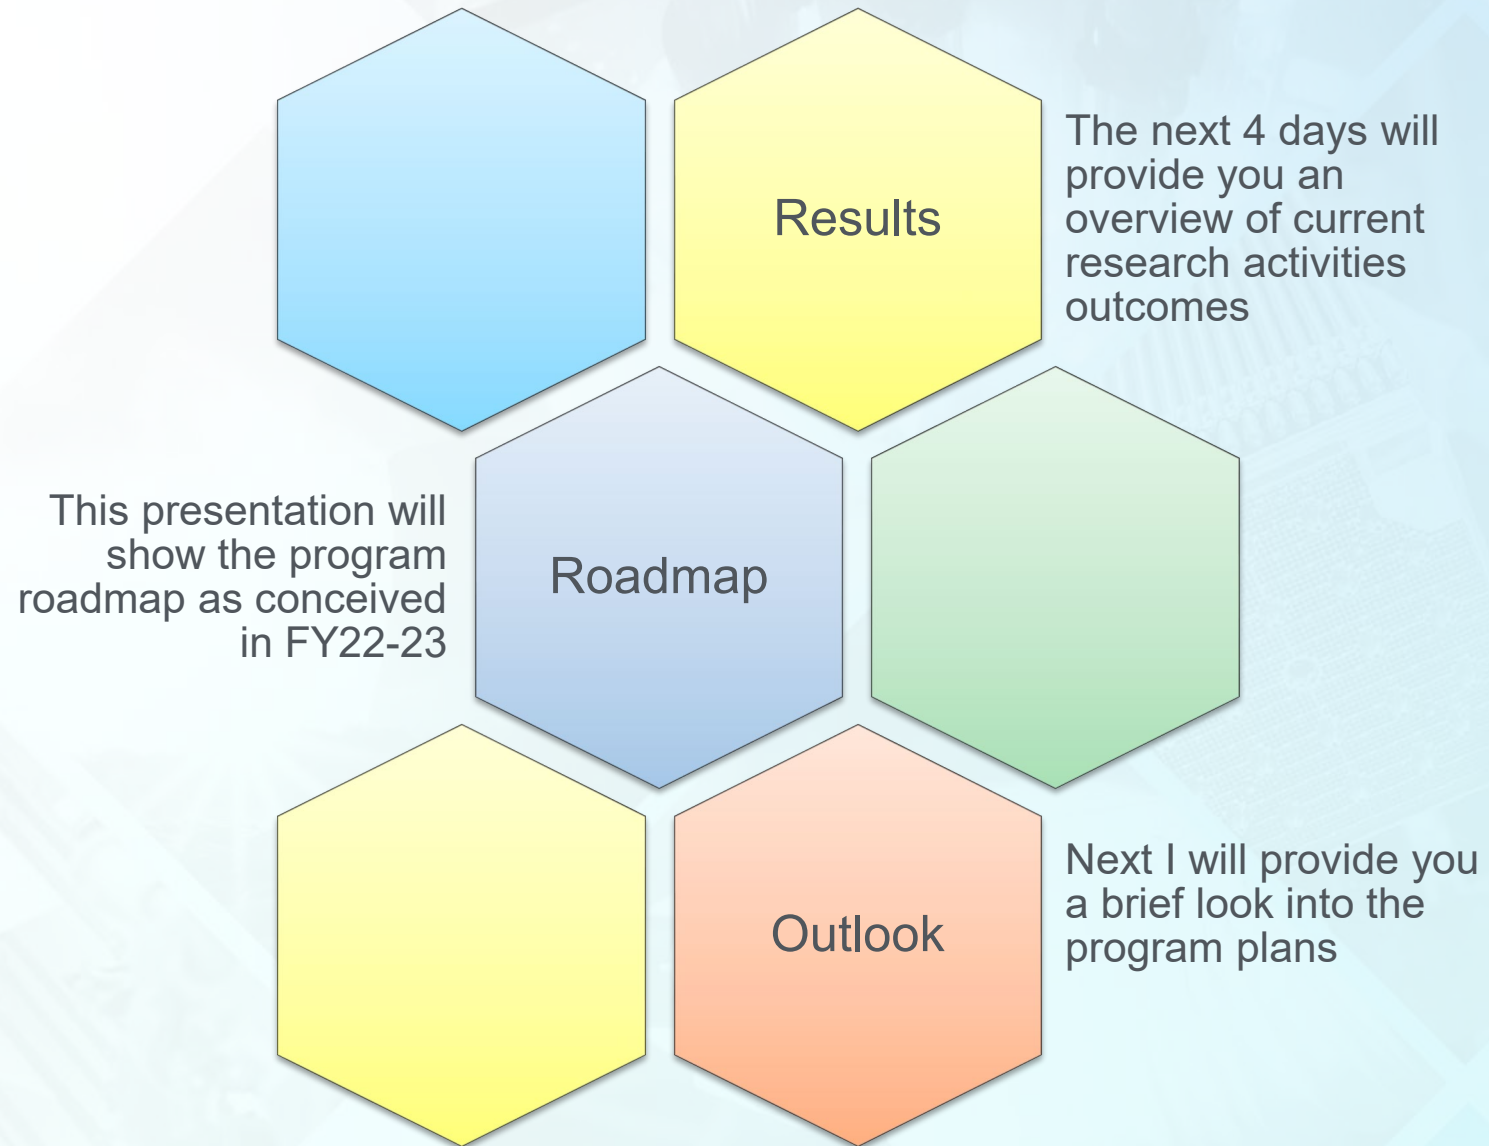 Results
The next 4 days will
provide you an
overview of current
research activities
outcomes
This presentation will
show the program
roadmap as conceived
in FY22-23
Roadmap
Outlook
Next I will provide you
a brief look into the
program plans